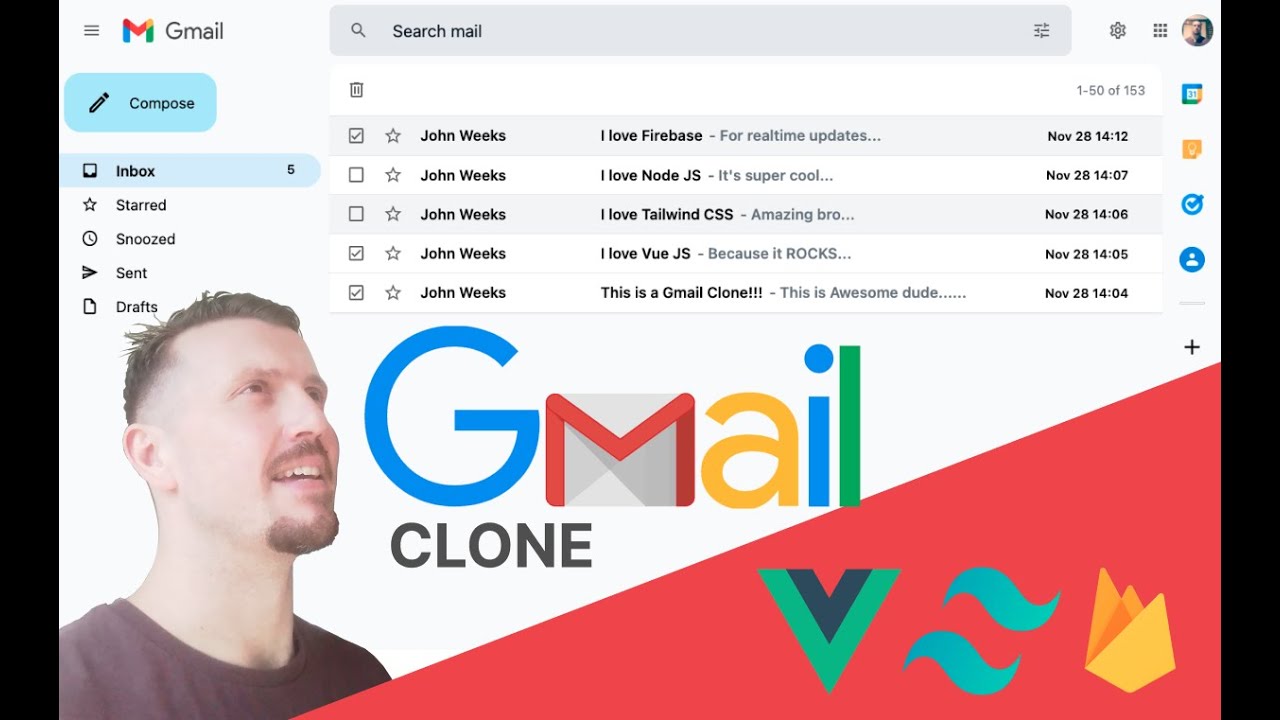 Gmail
Search mail
Compose
1-50 of 153
31
John Weeks I love Firebase - For realtime updates... Nov 28 14:12
Inbox 5
John Weeks I love Node JS - It's super cool... Nov 28 14:07
Starred
John Weeks I love Tailwind CSS - Amazing bro... Nov 28 14:06
Snoozed
John Weeks I love Vue JS - Because it ROCKS... Nov 28 14:05
Sent
John Weeks This is a Gmail Clone!!! - This is Awesome dude...... Nov 28 14:04
Drafts
Gmail
CLONE